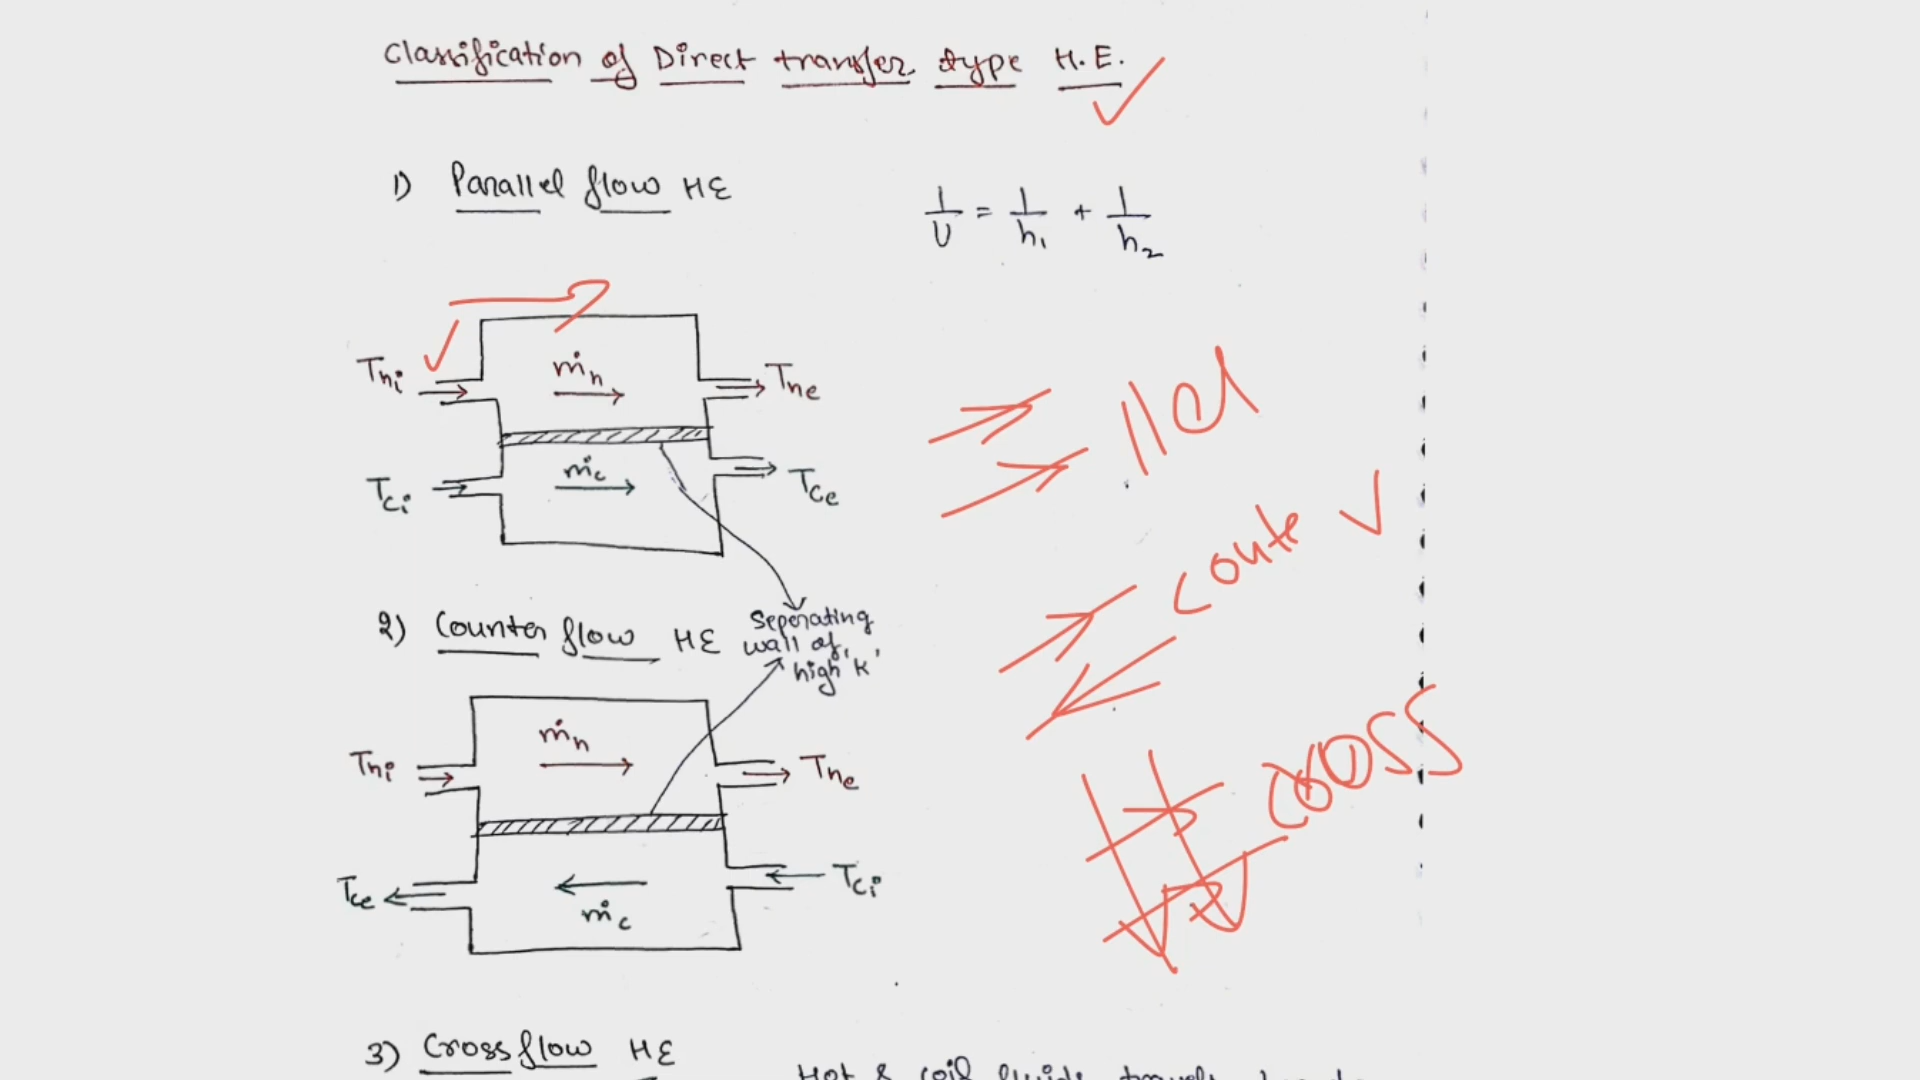 Classification of Direct transfer type H.E.
1) Parallel flow HE
1/U = 1/h₁ + 1/h₂
Thi ṁh The
Tci ṁc Tce
llel
counte
2) Counter flow HE
Seperating
wall of
high 'K'
cross
Thi ṁh The
Tce ṁc Tci
3) Cross flow HE
Hot &